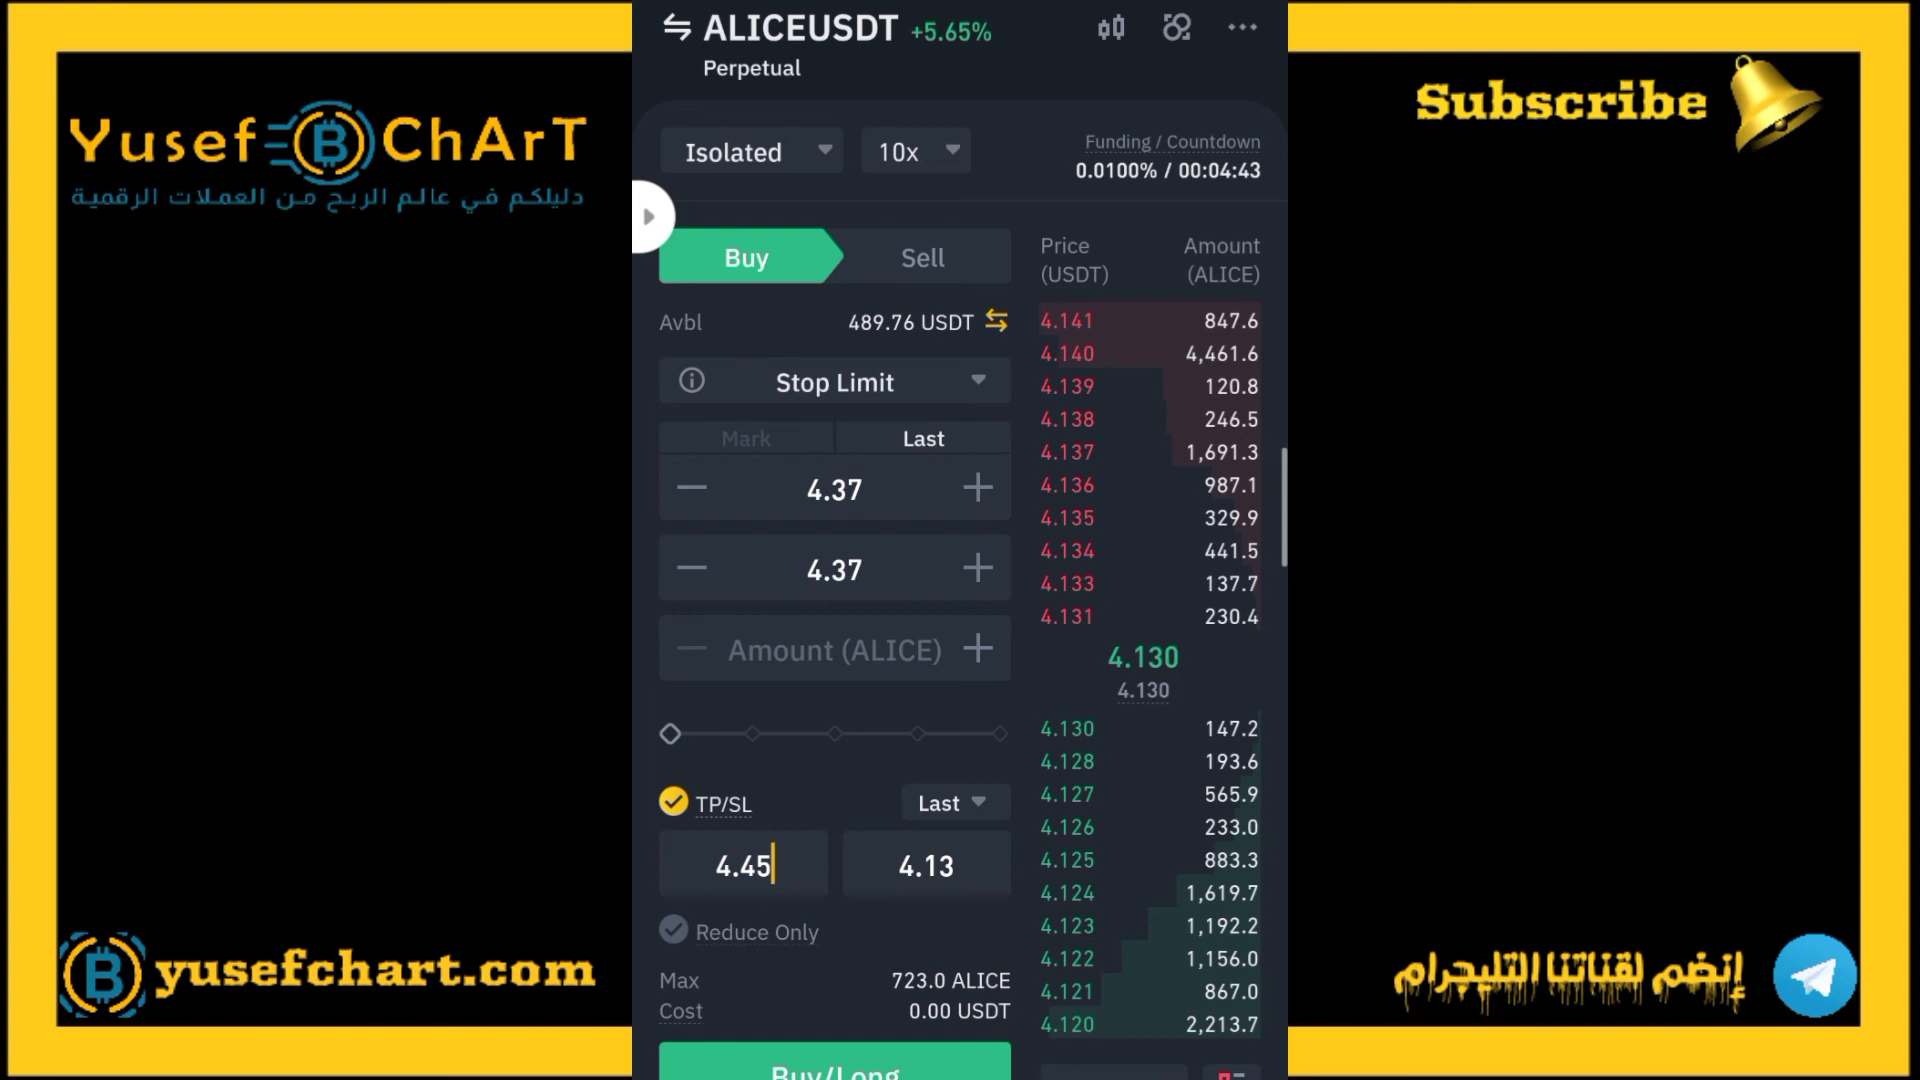 Yusef ChArT
دليلكم في عالم الربح من العملات الرقمية
yusefchart.com
ALICEUSDT +5.65%
Perpetual
Isolated 10x
Funding / Countdown
0.0100% / 00:04:43
Buy Sell
Avbl 489.76 USDT
Stop Limit
Mark Last
4.37
4.37
Amount (ALICE)
TP/SL Last
4.45 4.13
Reduce Only
Max 723.0 ALICE
Cost 0.00 USDT
Buy/Long
Price Amount
(USDT) (ALICE)
4.141 847.6
4.140 4,461.6
4.139 120.8
4.138 246.5
4.137 1,691.3
4.136 987.1
4.135 329.9
4.134 441.5
4.133 137.7
4.131 230.4
4.130
4.130
4.130 147.2
4.128 193.6
4.127 565.9
4.126 233.0
4.125 883.3
4.124 1,619.7
4.123 1,192.2
4.122 1,156.0
4.121 867.0
4.120 2,213.7
Subscribe
إنضم لقناتنا التليجرام